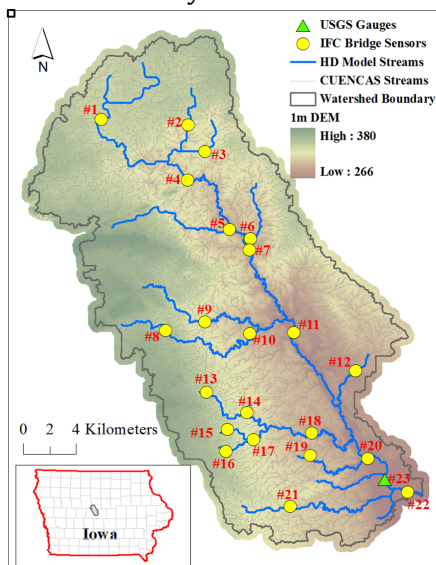 USGS Gauges
IFC Bridge Sensors
HD Model Streams
CUENCAS Streams
Watershed Boundary
1m DEM
High : 380
Low : 266
N
#1
#2
#3
#4
#5
#6
#7
#9
#8
#10
#11
#12
#13
#14
#15
#16
#17
#18
#19
#20
#23
#22
#21
0 2 4 Kilometers
Iowa